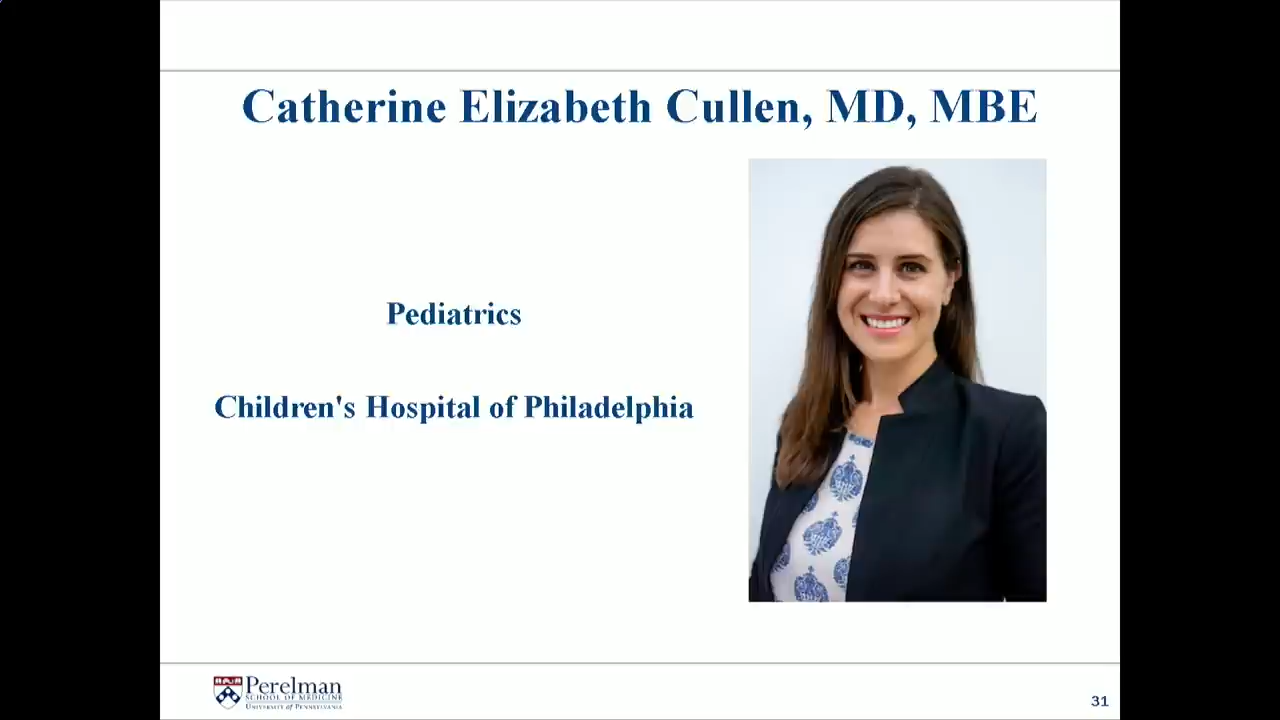 Catherine Elizabeth Cullen, MD, MBE
Pediatrics
Children's Hospital of Philadelphia
Perelman
SCHOOL OF MEDICINE
UNIVERSITY of PENNSYLVANIA
31